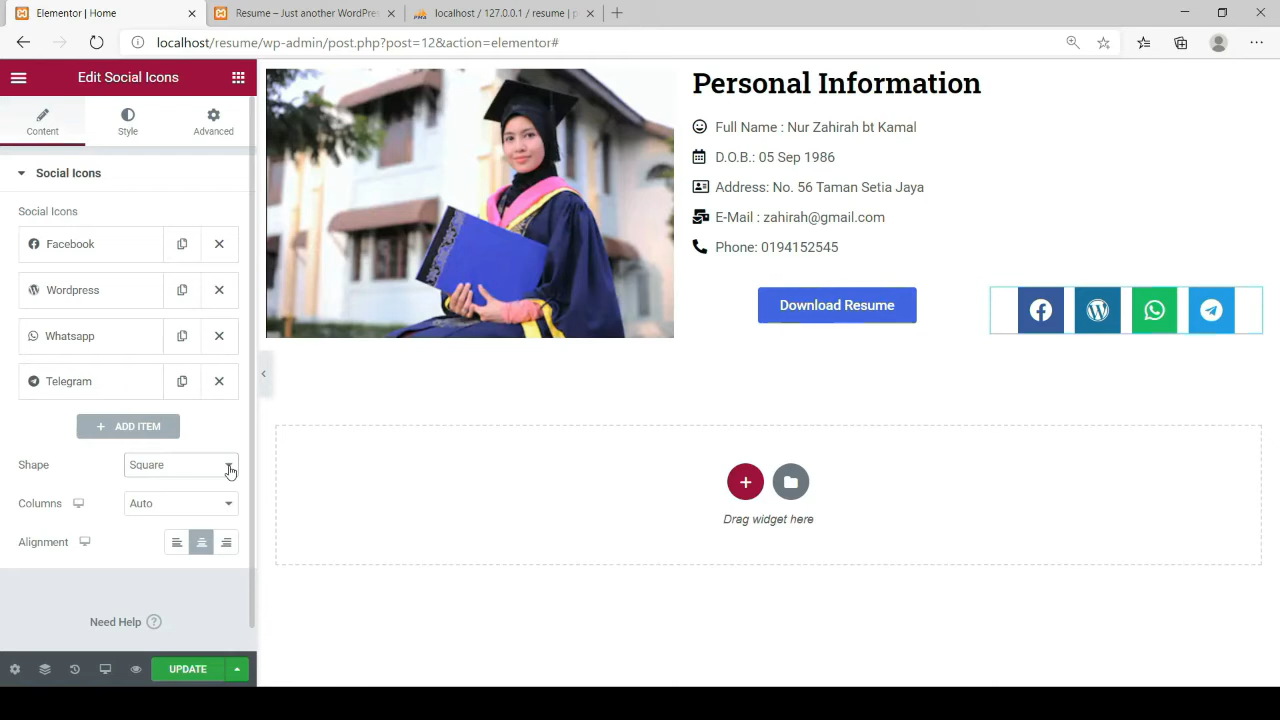 Elementor | Home
Resume – Just another WordPres
localhost / 127.0.0.1 / resume | p
localhost/resume/wp-admin/post.php?post=12&action=elementor#
Edit Social Icons
Content
Style
Advanced
Social Icons
Social Icons
Facebook
Wordpress
Whatsapp
Telegram
ADD ITEM
Shape
Square
Columns
Auto
Alignment
Need Help
UPDATE
Personal Information
Full Name : Nur Zahirah bt Kamal
D.O.B.: 05 Sep 1986
Address: No. 56 Taman Setia Jaya
E-Mail : zahirah@gmail.com
Phone: 0194152545
Download Resume
Drag widget here